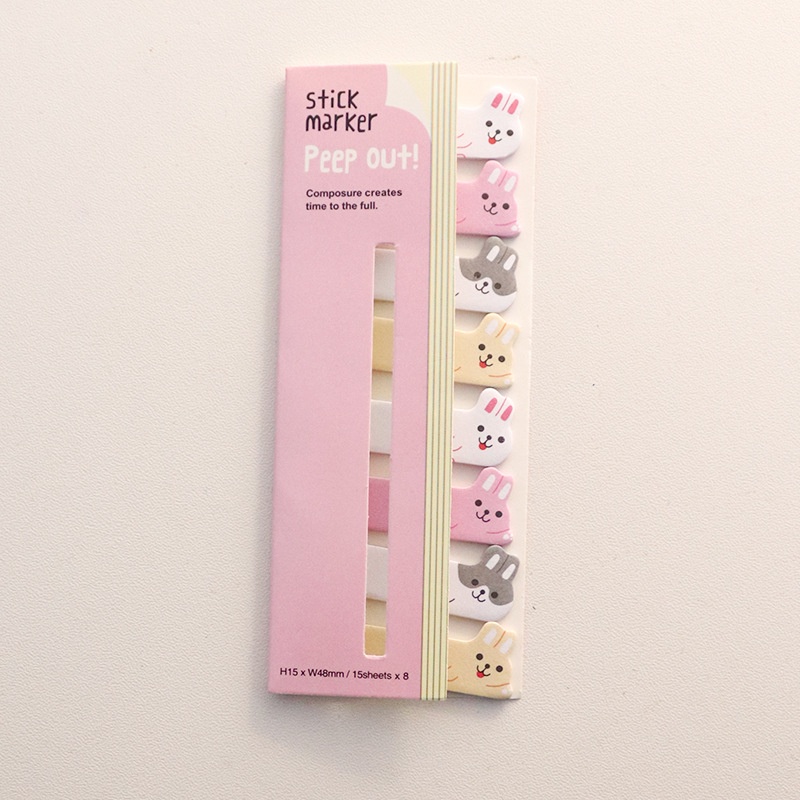 stick
marker
Peep out!
Composure creates
time to the full.
H15 x W48mm / 15sheets x 8